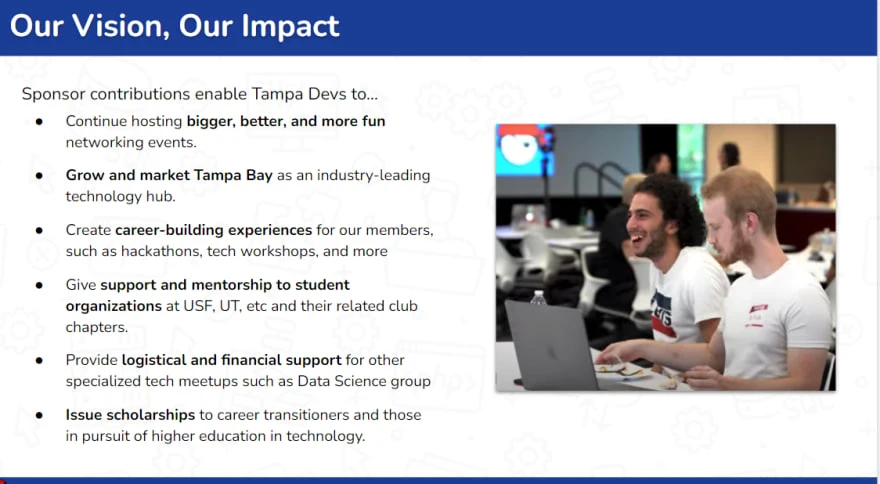 Our Vision, Our Impact
Sponsor contributions enable Tampa Devs to...
● Continue hosting bigger, better, and more fun
networking events.
● Grow and market Tampa Bay as an industry-leading
technology hub.
● Create career-building experiences for our members,
such as hackathons, tech workshops, and more
● Give support and mentorship to student
organizations at USF, UT, etc and their related club
chapters.
● Provide logistical and financial support for other
specialized tech meetups such as Data Science group
● Issue scholarships to career transitioners and those
in pursuit of higher education in technology.